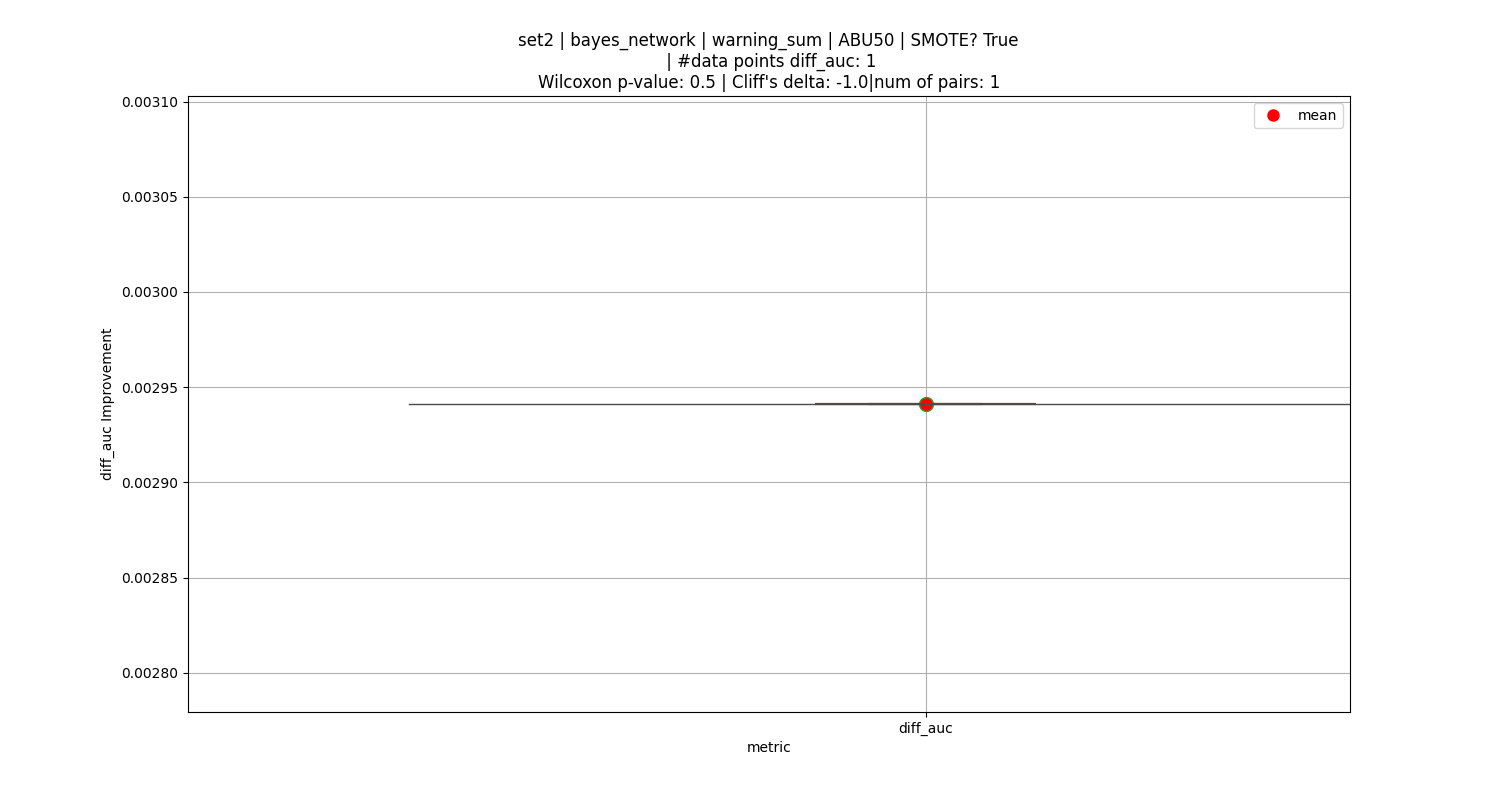 set2 | bayes_network | warning_sum | ABU50 | SMOTE? True
| #data points diff_auc: 1
Wilcoxon p-value: 0.5 | Cliff's delta: -1.0|num of pairs: 1
mean
0.00310
0.00305
0.00300
0.00295
0.00290
0.00285
0.00280
diff_auc Improvement
diff_auc
metric